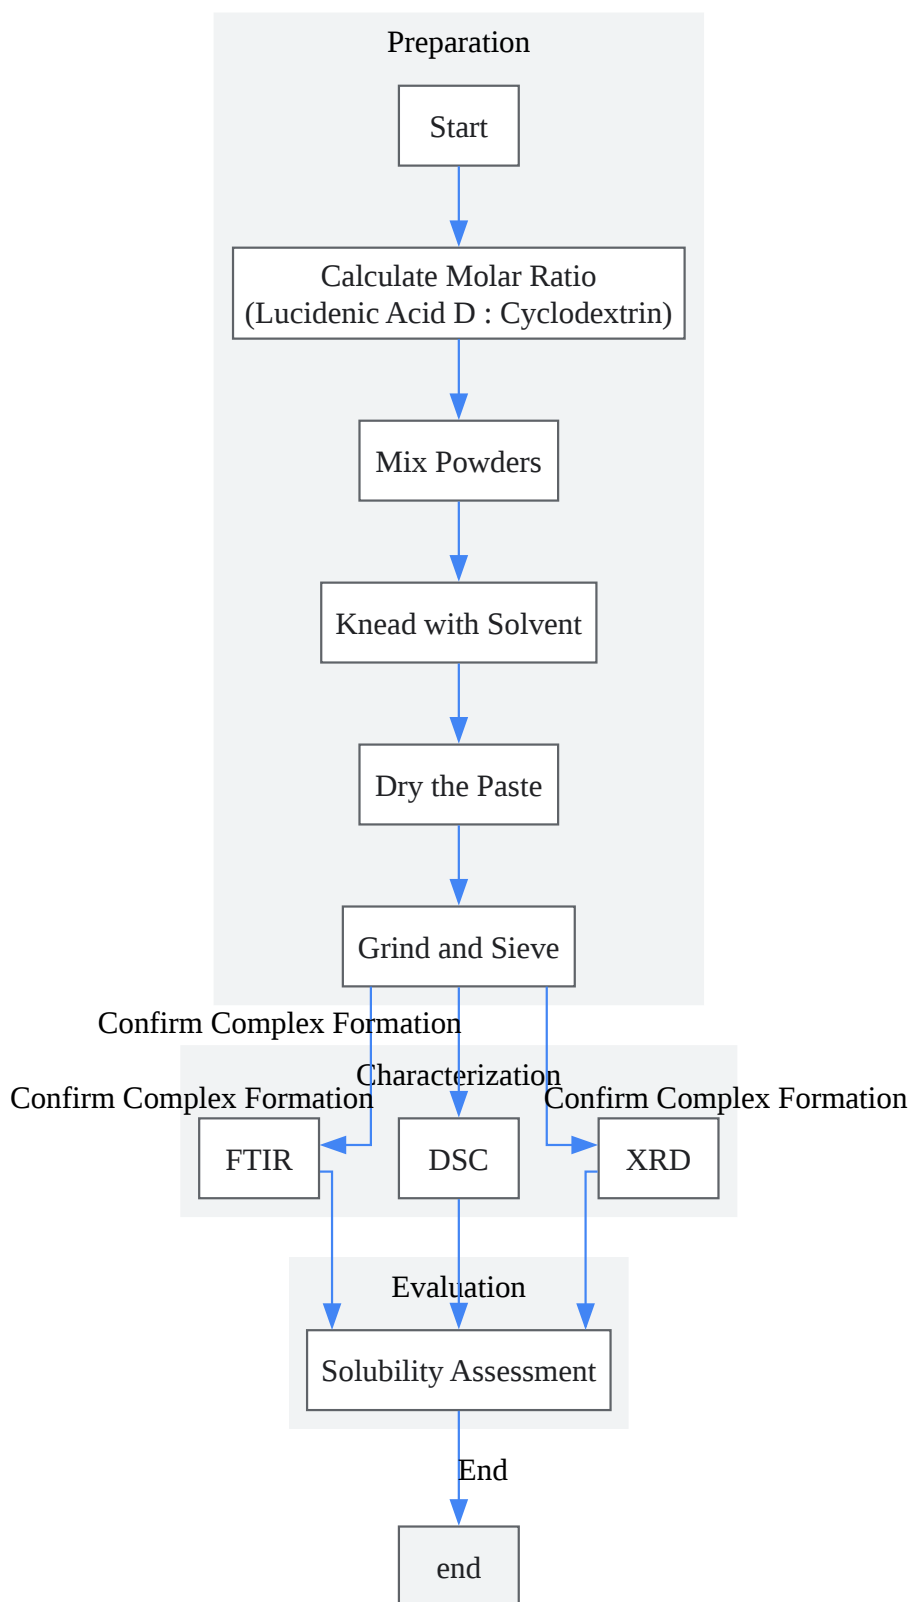 Preparation
Start
Calculate Molar Ratio
(Lucidenic Acid D : Cyclodextrin)
Mix Powders
Knead with Solvent
Dry the Paste
Grind and Sieve
Confirm Complex Formation
Characterization
Confirm Complex Formation
Confirm Complex Formation
FTIR
DSC
XRD
Evaluation
Solubility Assessment
End
end